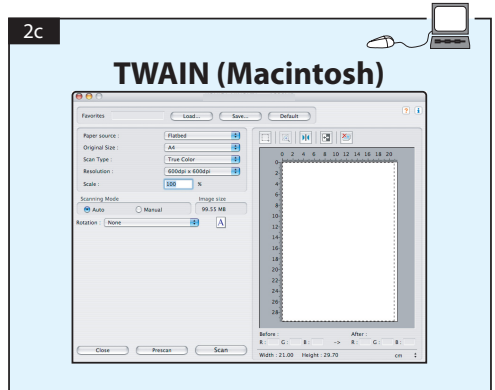 2c
TWAIN (Macintosh)
Favorites Load... Save... Default ? i
Paper source : Flatbed
Original Size : A4
Scan Type : True Color
Resolution : 600dpi x 600dpi
Scale : 100 %
Scanning Mode Image size
Auto Manual 99.55 MB
Rotation : None A
0 2 4 6 8 10 12 14 16 18 20
0
2
4
6
8
10
12
14
16
18
20
22
24
26
28
Before : After :
R : G : B : -> R : G : B :
Width : 21.00 Height : 29.70 cm
Close Prescan Scan